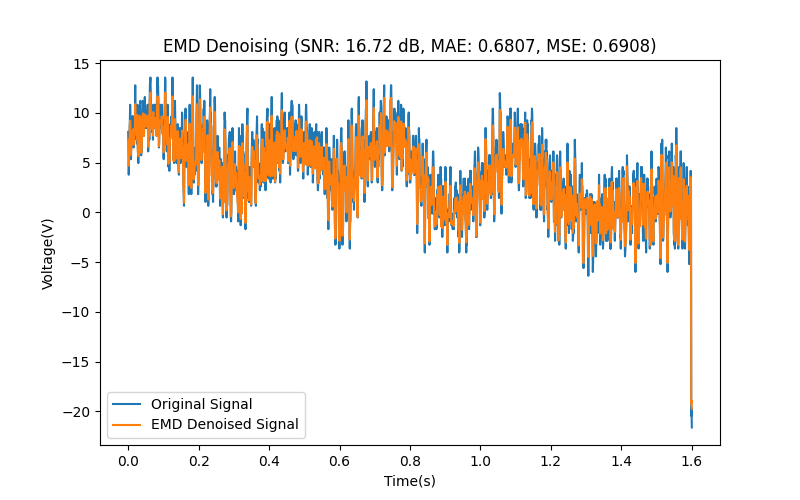 EMD Denoising (SNR: 16.72 dB, MAE: 0.6807, MSE: 0.6908)
15
10
5
0
−5
−10
−15
−20
Voltage(V)
Original Signal
EMD Denoised Signal
0.0 0.2 0.4 0.6 0.8 1.0 1.2 1.4 1.6
Time(s)